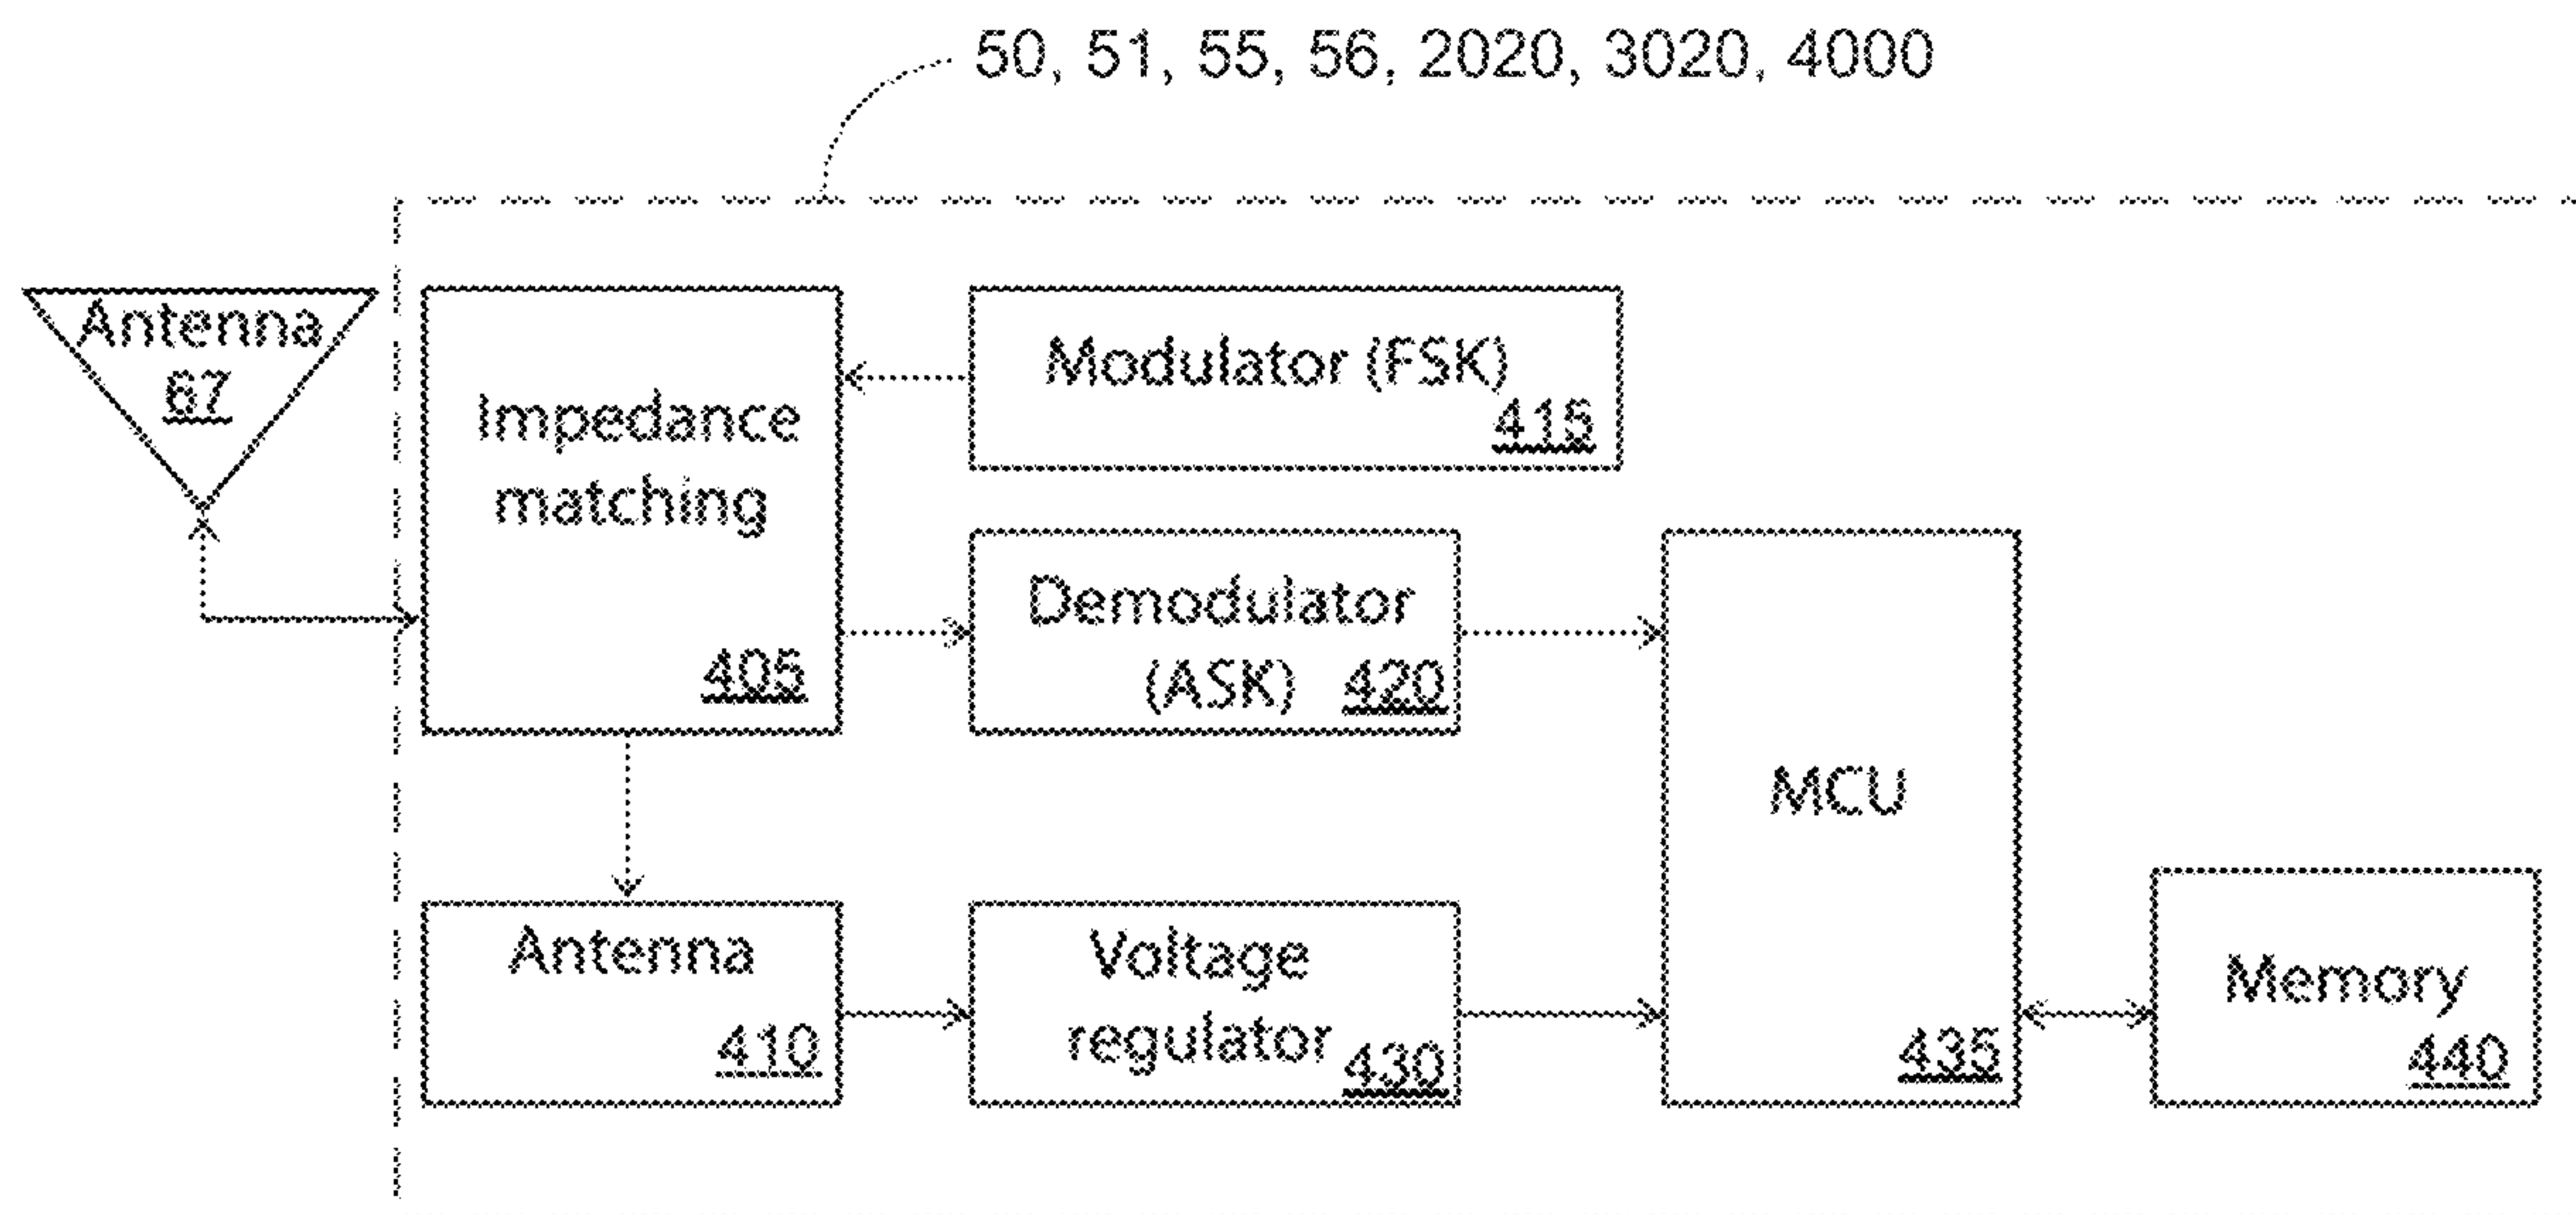 50, 51, 55, 56, 2020, 3020, 4000
Antenna
67
Impedance
matching
405
Modulator (FSK)
415
Demodulator
(ASK) 420
MCU
435
Antenna
410
Voltage
regulator
430
Memory
440